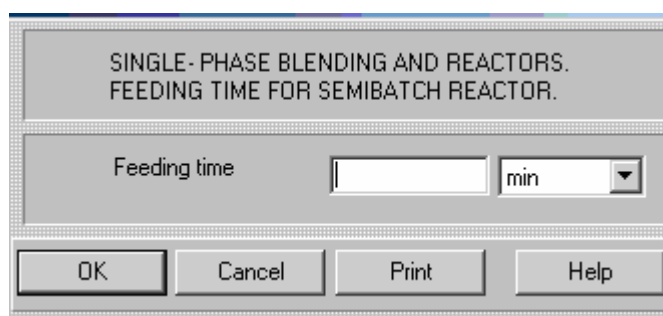 SINGLE- PHASE BLENDING AND REACTORS.
FEEDING TIME FOR SEMIBATCH REACTOR.
Feeding time min
OK Cancel Print Help